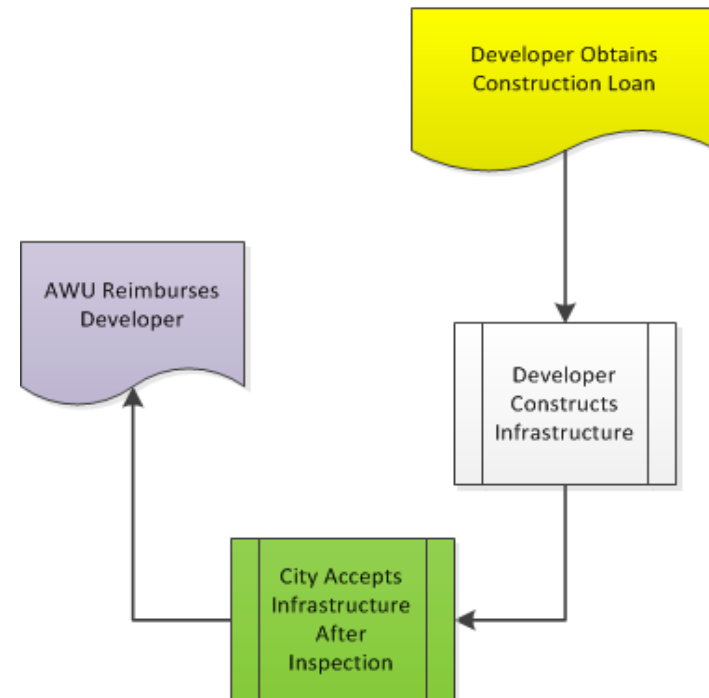 Developer Obtains
Construction Loan
Developer
Constructs
Infrastructure
City Accepts
Infrastructure
After
Inspection
AWU Reimburses
Developer